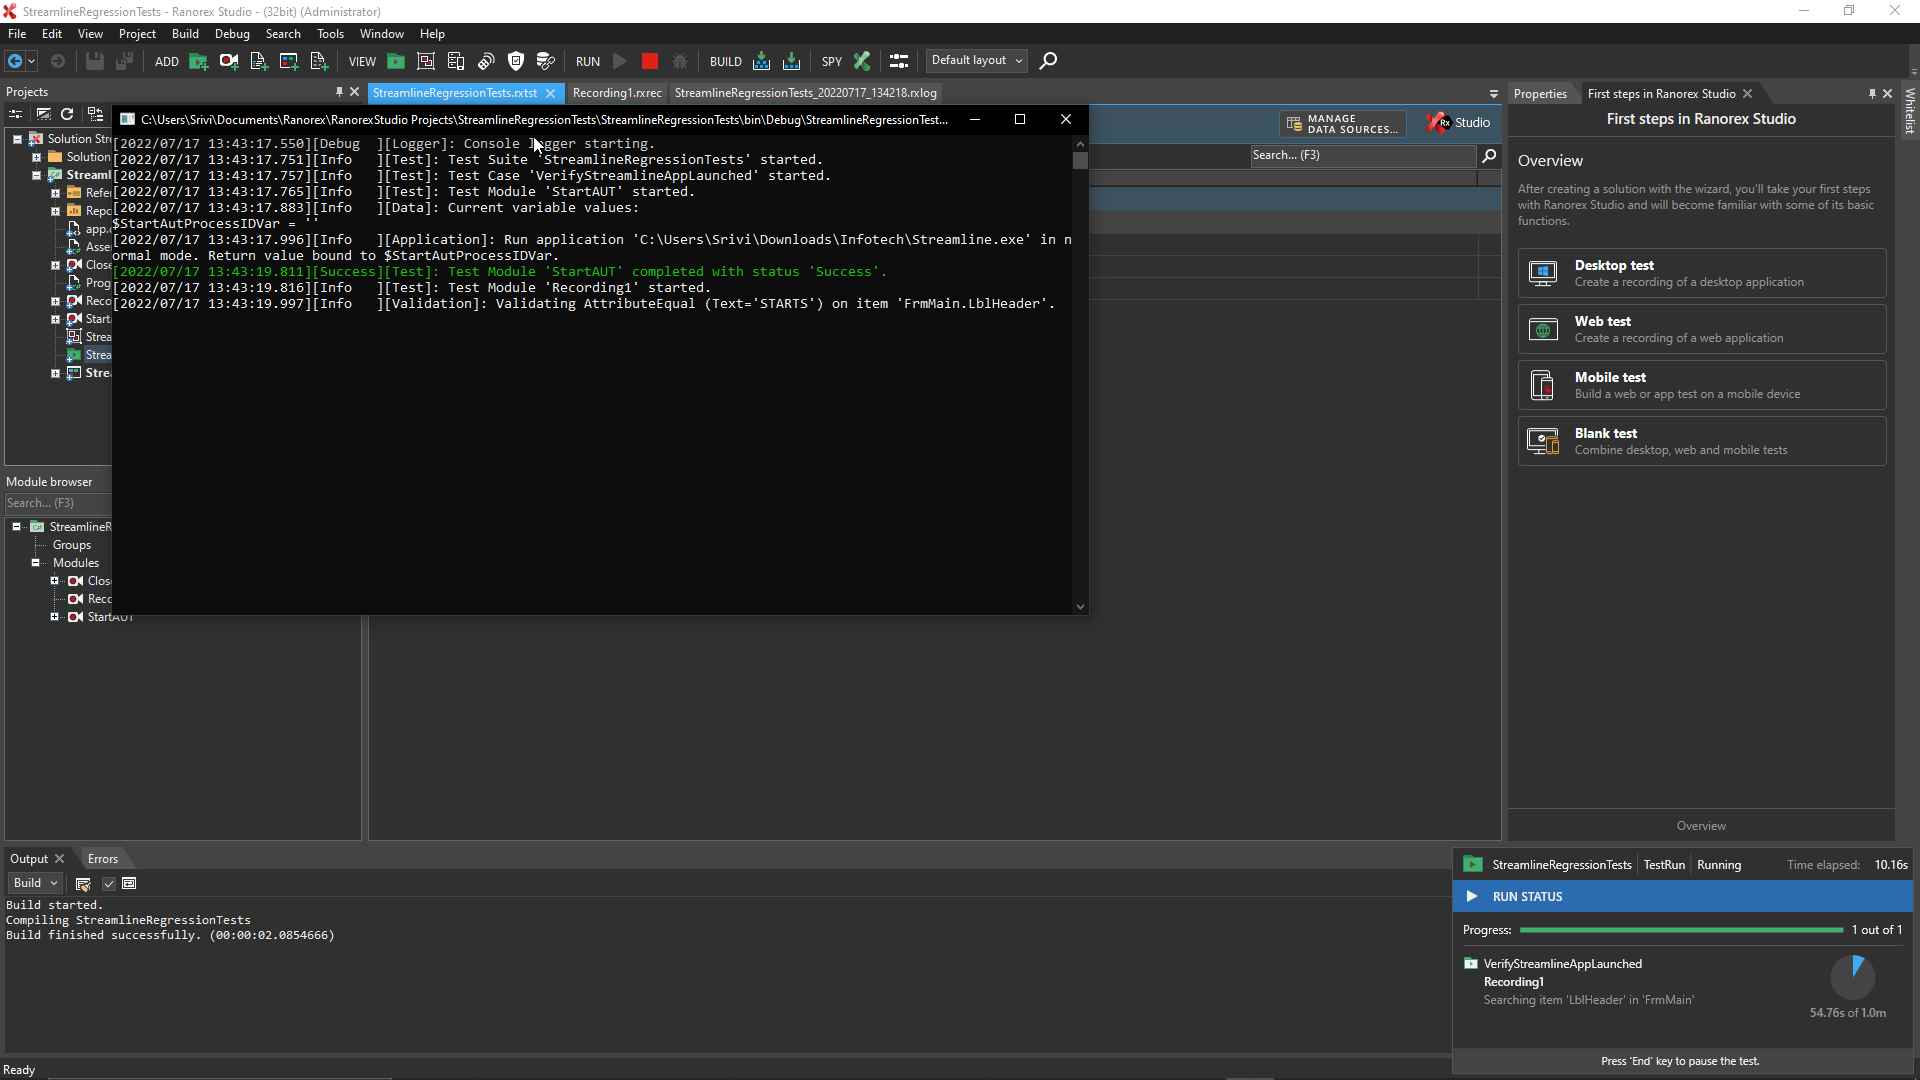 StreamlineRegressionTests - Ranorex Studio - (32bit) (Administrator)
File Edit View Project Build Debug Search Tools Window Help
ADD VIEW RUN BUILD SPY Default layout
Projects
StreamlineRegressionTests.rxtst Recording1.rxrec StreamlineRegressionTests_20220717_134218.rxlog
Properties First steps in Ranorex Studio
Whitelist
Solution Stre
Solution
Streaml
Refer
Repo
app.c
Asse
Close
Prog
Reco
Start
Strea
Strea
Stre
C:\Users\Srivi\Documents\Ranorex\RanorexStudio Projects\StreamlineRegressionTests\StreamlineRegressionTests\bin\Debug\StreamlineRegressionTest...
[2022/07/17 13:43:17.550][Debug  ][Logger]: Console logger starting.
[2022/07/17 13:43:17.751][Info   ][Test]: Test Suite 'StreamlineRegressionTests' started.
[2022/07/17 13:43:17.757][Info   ][Test]: Test Case 'VerifyStreamlineAppLaunched' started.
[2022/07/17 13:43:17.765][Info   ][Test]: Test Module 'StartAUT' started.
[2022/07/17 13:43:17.883][Info   ][Data]: Current variable values:
$StartAutProcessIDVar = ''
[2022/07/17 13:43:17.996][Info   ][Application]: Run application 'C:\Users\Srivi\Downloads\Infotech\Streamline.exe' in n
ormal mode. Return value bound to $StartAutProcessIDVar.
[2022/07/17 13:43:19.811][Success][Test]: Test Module 'StartAUT' completed with status 'Success'.
[2022/07/17 13:43:19.816][Info   ][Test]: Test Module 'Recording1' started.
[2022/07/17 13:43:19.997][Info   ][Validation]: Validating AttributeEqual (Text='STARTS') on item 'FrmMain.LblHeader'.
MANAGE
DATA SOURCES...
Rx Studio
Search... (F3)
First steps in Ranorex Studio
Overview
After creating a solution with the wizard, you'll take your first steps
with Ranorex Studio and will become familiar with some of its basic
functions.
Desktop test
Create a recording of a desktop application
Web test
Create a recording of a web application
Mobile test
Build a web or app test on a mobile device
Blank test
Combine desktop, web and mobile tests
Overview
Module browser
Search... (F3)
StreamlineR
Groups
Modules
Clos
Reco
StartAUT
Output Errors
Build
Build started.
Compiling StreamlineRegressionTests
Build finished successfully. (00:00:02.0854666)
StreamlineRegressionTests TestRun Running Time elapsed: 10.16s
RUN STATUS
Progress: 1 out of 1
VerifyStreamlineAppLaunched
Recording1
Searching item 'LblHeader' in 'FrmMain'
54.76s of 1.0m
Press 'End' key to pause the test.
Ready